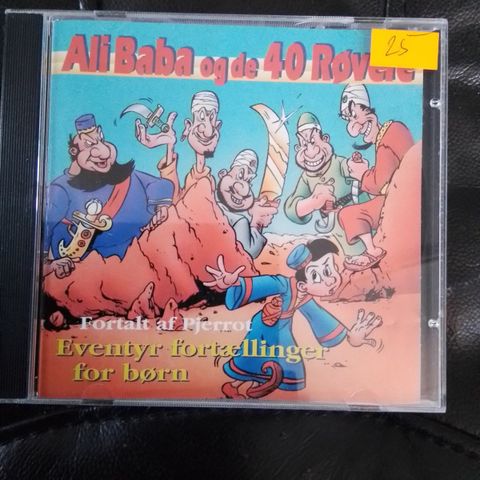 Ali Baba og de 40 Røvere
25
Fortalt af Pjerrot
Eventyr fortællinger
for børn